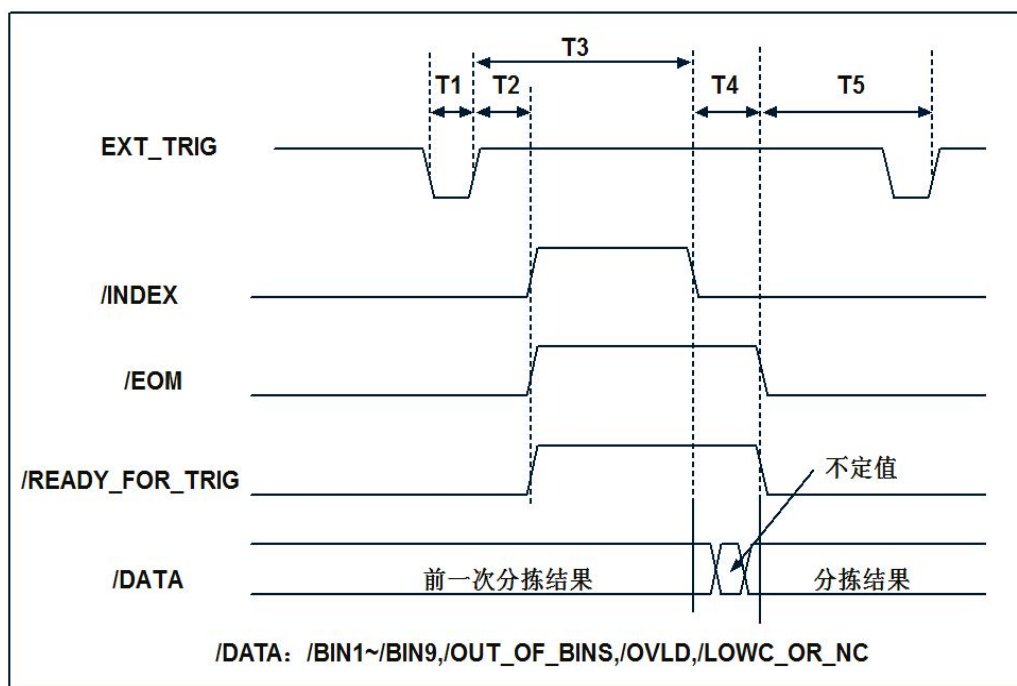 T3
T1
T2
T4
T5
EXT_TRIG
/INDEX
/EOM
/READY_FOR_TRIG
不定值
/DATA
前一次分拣结果
分拣结果
/DATA：/BIN1~/BIN9,/OUT_OF_BINS,/OVLD,/LOWC_OR_NC